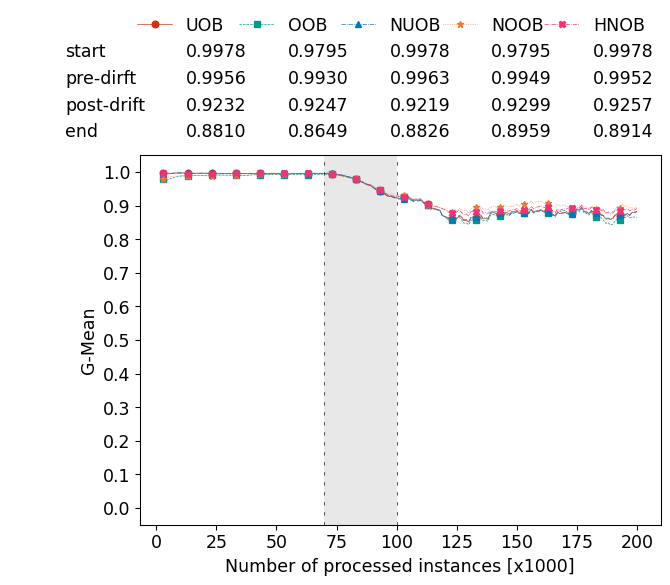 UOB OOB NUOB NOOB HNOB
start 0.9978 0.9795 0.9978 0.9795 0.9978
pre-dirft 0.9956 0.9930 0.9963 0.9949 0.9952
post-drift 0.9232 0.9247 0.9219 0.9299 0.9257
end 0.8810 0.8649 0.8826 0.8959 0.8914
1.0
0.9
0.8
0.7
0.6
0.5
0.4
0.3
0.2
0.1
0.0
G-Mean
0 25 50 75 100 125 150 175 200
Number of processed instances [x1000]